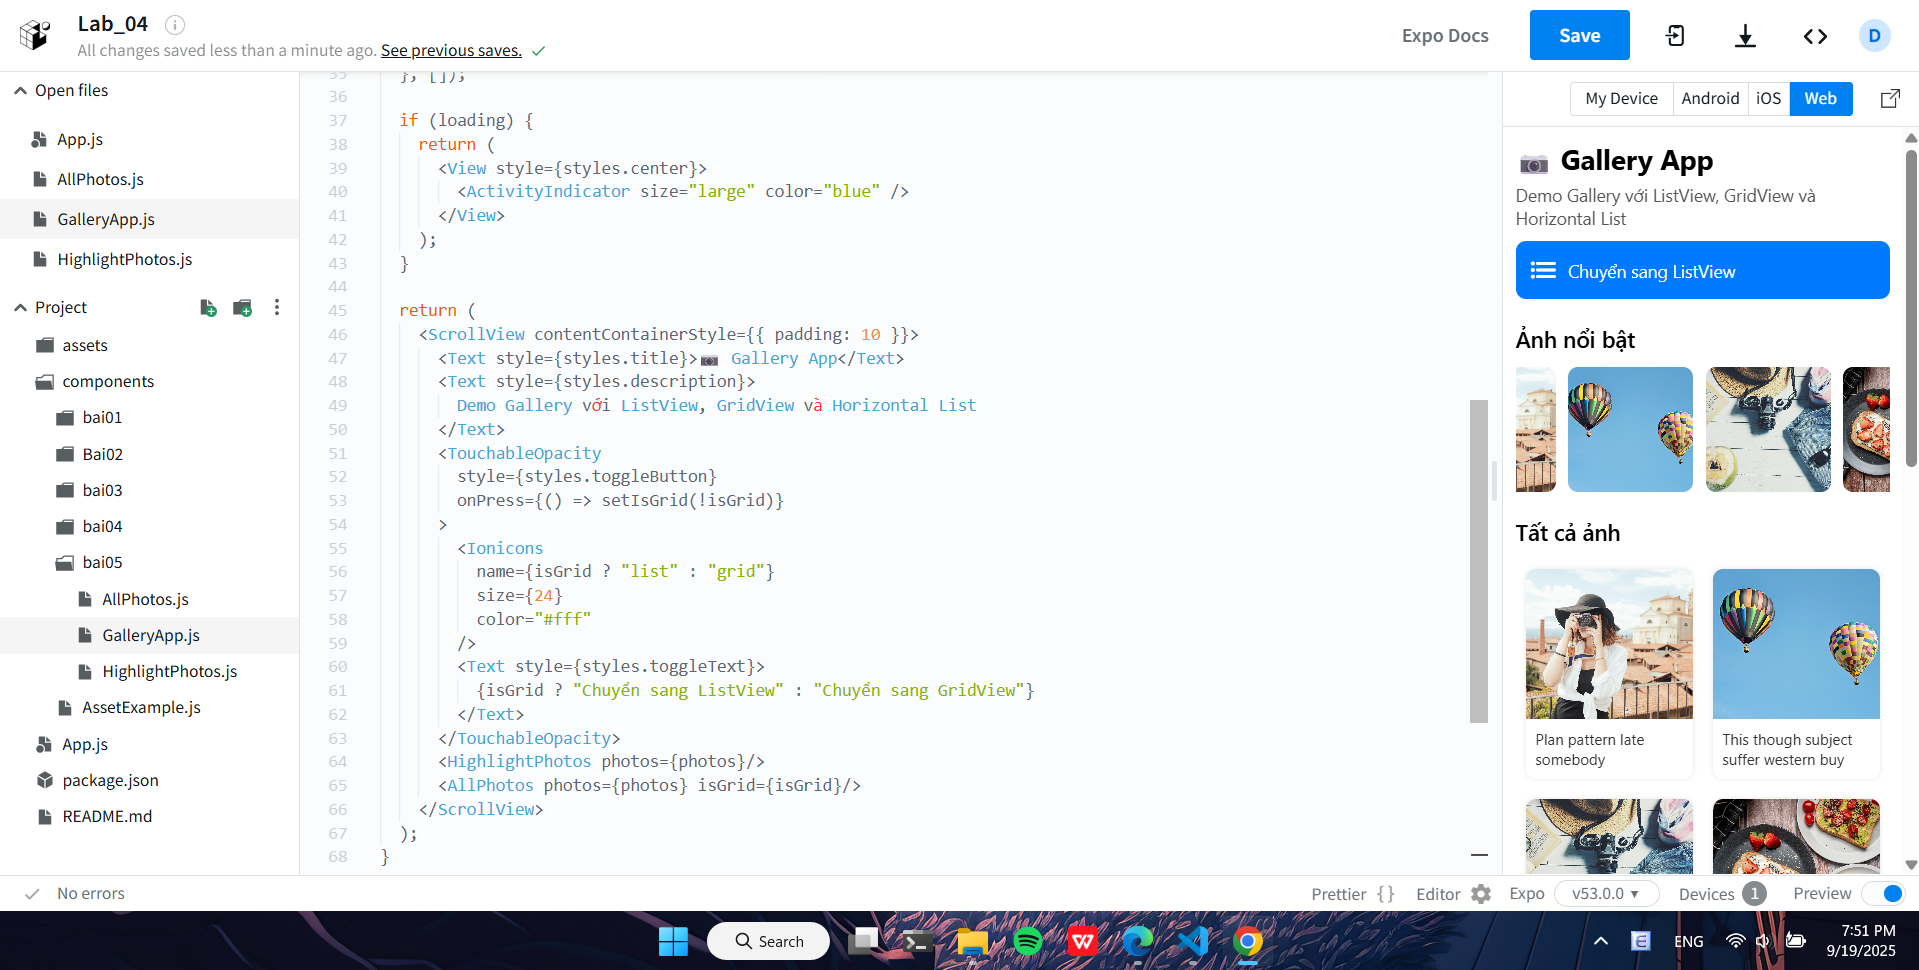 Lab_04
All changes saved less than a minute ago. See previous saves.
Expo Docs
Save
D
Open files
App.js
AllPhotos.js
GalleryApp.js
HighlightPhotos.js
Project
assets
components
bai01
Bai02
bai03
bai04
bai05
AllPhotos.js
GalleryApp.js
HighlightPhotos.js
AssetExample.js
App.js
package.json
README.md
35 }, []);
36
37 if (loading) {
38 return (
39 <View style={styles.center}>
40 <ActivityIndicator size="large" color="blue" />
41 </View>
42 );
43 }
44
45 return (
46 <ScrollView contentContainerStyle={{ padding: 10 }}>
47 <Text style={styles.title}>📷 Gallery App</Text>
48 <Text style={styles.description}>
49 Demo Gallery với ListView, GridView và Horizontal List
50 </Text>
51 <TouchableOpacity
52 style={styles.toggleButton}
53 onPress={() => setIsGrid(!isGrid)}
54 >
55 <Ionicons
56 name={isGrid ? "list" : "grid"}
57 size={24}
58 color="#fff"
59 />
60 <Text style={styles.toggleText}>
61 {isGrid ? "Chuyển sang ListView" : "Chuyển sang GridView"}
62 </Text>
63 </TouchableOpacity>
64 <HighlightPhotos photos={photos}/>
65 <AllPhotos photos={photos} isGrid={isGrid}/>
66 </ScrollView>
67 );
68 }
My Device Android iOS Web
📷 Gallery App
Demo Gallery với ListView, GridView và
Horizontal List
Chuyển sang ListView
Ảnh nổi bật
Tất cả ảnh
Plan pattern late
somebody
This though subject
suffer western buy
No errors
Prettier { } Editor Expo v53.0.0 Devices 1 Preview
Search
ENG
7:51 PM
9/19/2025